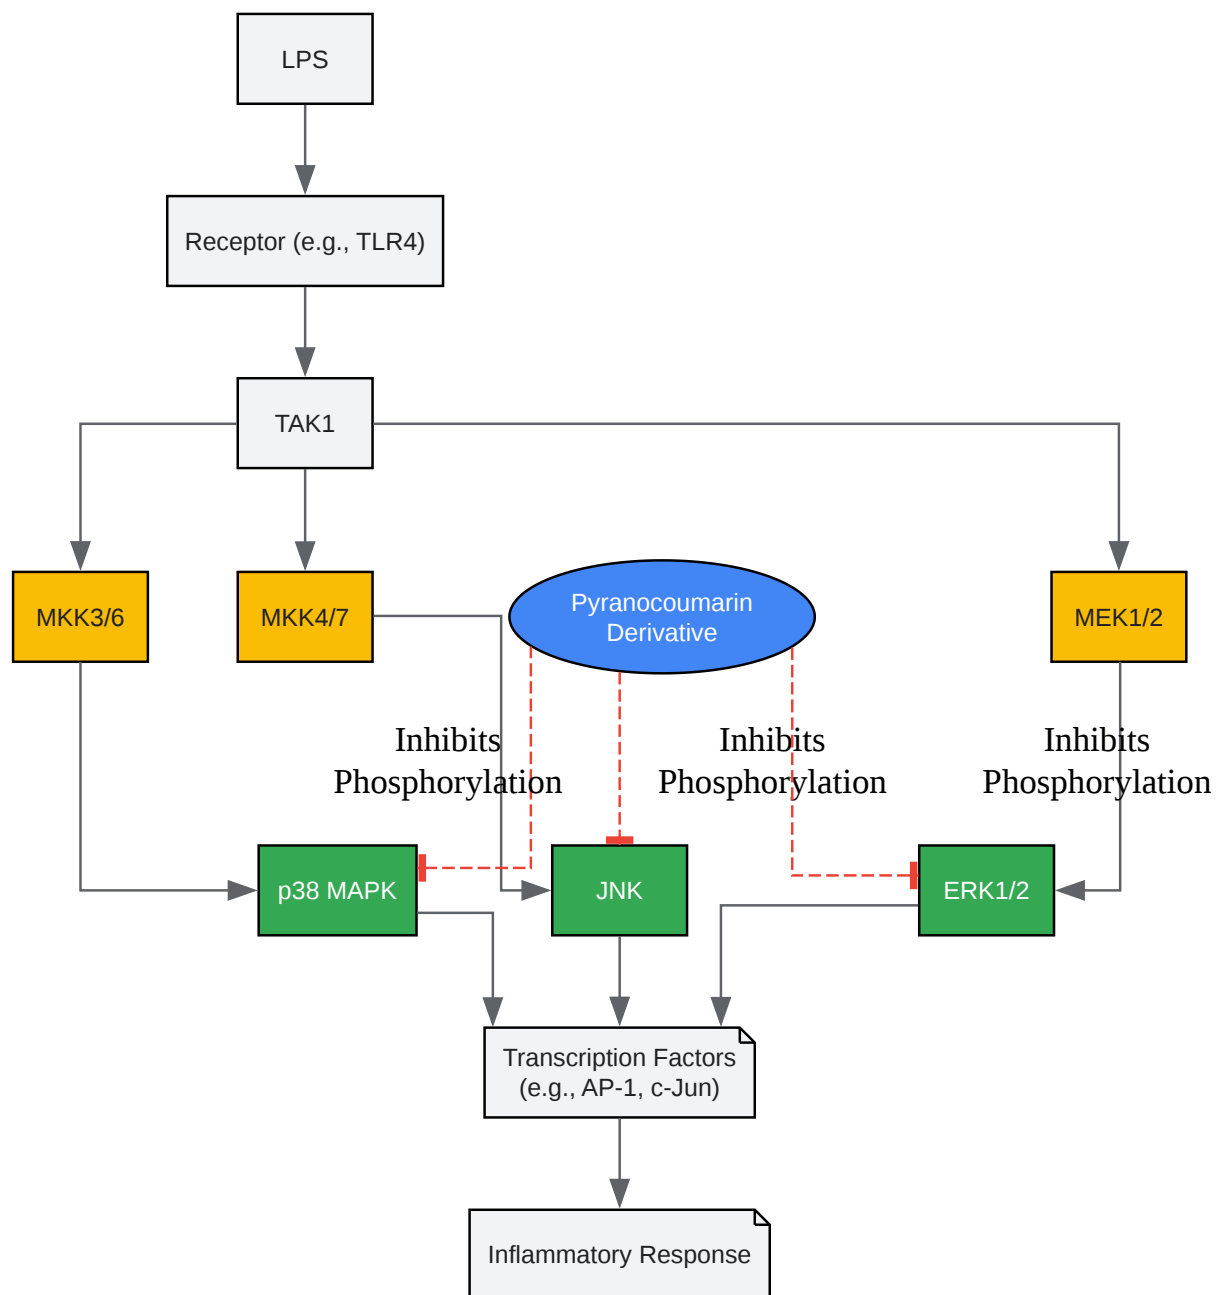 LPS
Receptor (e.g., TLR4)
TAK1
MKK3/6
MKK4/7
Pyranocoumarin
Derivative
MEK1/2
Inhibits
Phosphorylation
Inhibits
Phosphorylation
Inhibits
Phosphorylation
p38 MAPK
JNK
ERK1/2
Transcription Factors
(e.g., AP-1, c-Jun)
Inflammatory Response